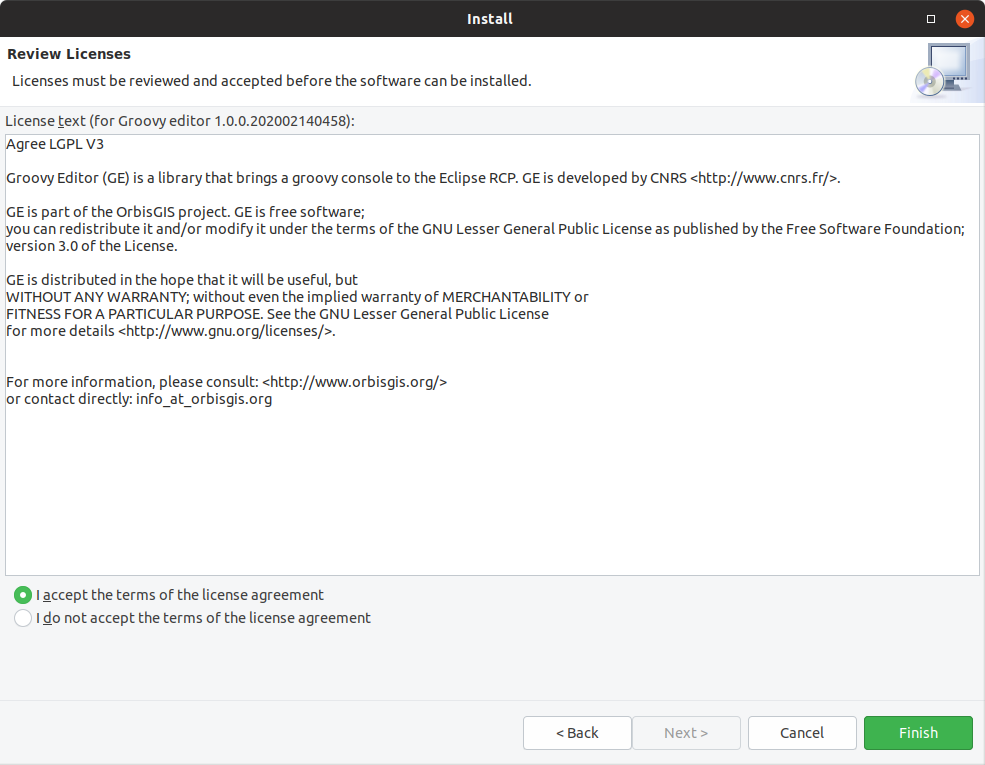 Install
Review Licenses
Licenses must be reviewed and accepted before the software can be installed.
License text (for Groovy editor 1.0.0.202002140458):
Agree LGPL V3
Groovy Editor (GE) is a library that brings a groovy console to the Eclipse RCP. GE is developed by CNRS <http://www.cnrs.fr/>.
GE is part of the OrbisGIS project. GE is free software;
you can redistribute it and/or modify it under the terms of the GNU Lesser General Public License as published by the Free Software Foundation;
version 3.0 of the License.
GE is distributed in the hope that it will be useful, but
WITHOUT ANY WARRANTY; without even the implied warranty of MERCHANTABILITY or
FITNESS FOR A PARTICULAR PURPOSE. See the GNU Lesser General Public License
for more details <http://www.gnu.org/licenses/>.
For more information, please consult: <http://www.orbisgis.org/>
or contact directly: info_at_orbisgis.org
I accept the terms of the license agreement
I do not accept the terms of the license agreement
< Back
Next >
Cancel
Finish